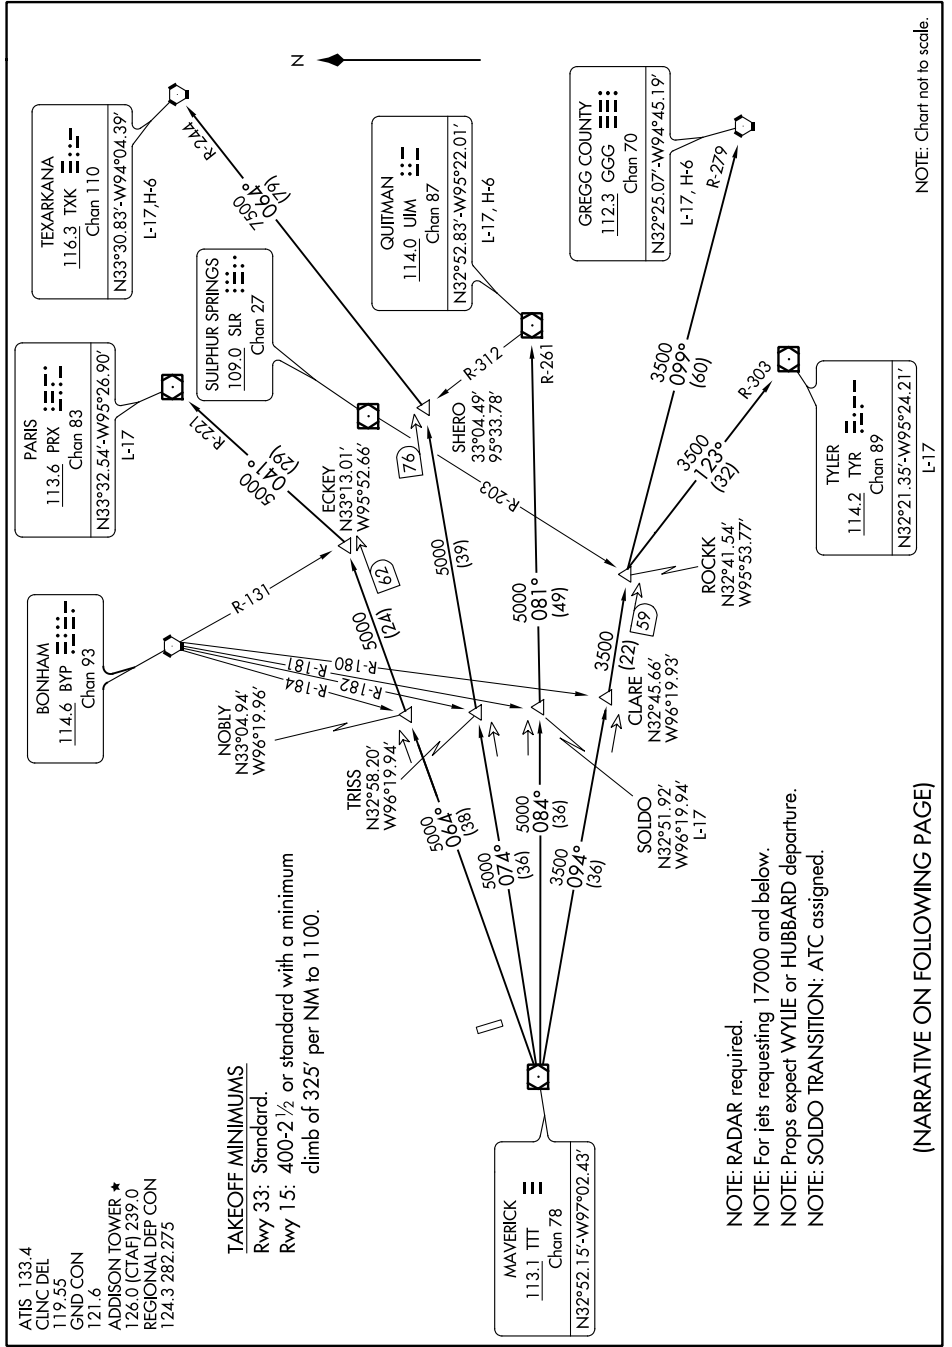 ATIS 133.4
CLNC DEL
119.55
GND CON
121.6
ADDISON TOWER ★
126.0 (CTAF) 239.0
REGIONAL DEP CON
124.3 282.275
TAKEOFF MINIMUMS
Rwy 33: Standard.
Rwy 15: 400-2½ or standard with a minimum
climb of 325' per NM to 1100.
BONHAM
114.6 BYP
Chan 93
PARIS
113.6 PRX
Chan 83
N33°32.54'-W95°26.90'
L-17
TEXARKANA
116.3 TXK
Chan 110
N33°30.83'-W94°04.39'
L-17,H-6
SULPHUR SPRINGS
109.0 SLR
Chan 27
QUITMAN
114.0 UIM
Chan 87
N32°52.83'-W95°22.01'
L-17, H-6
GREGG COUNTY
112.3 GGG
Chan 70
N32°25.07'-W94°45.19'
L-17, H-6
TYLER
114.2 TYR
Chan 89
N32°21.35'-W95°24.21'
L-17
MAVERICK
113.1 TTT
Chan 78
N32°52.15'-W97°02.43'
NOBLY
N33°04.94'
W96°19.96'
TRISS
N32°58.20'
W96°19.94'
SOLDO
N32°51.92'
W96°19.94'
L-17
CLARE
N32°45.66'
W96°19.93'
ECKEY
N33°13.01'
W95°52.66'
SHERO
33°04.49'
95°33.78'
ROCKK
N32°41.54'
W95°53.77'
5000
064°
(38)
5000
074°
(36)
5000
084°
(36)
3500
094°
(36)
R-184
R-182
R-181
R-180
R-131
5000
(24)
62
5000
041°
(29)
R-221
5000
(39)
76
7500
064°
(79)
R-244
R-312
R-203
5000
081°
(49)
R-261
3500
(22)
59
3500
099°
(60)
R-279
3500
123°
(32)
R-303
N
NOTE: RADAR required.
NOTE: For jets requesting 17000 and below.
NOTE: Props expect WYLIE or HUBBARD departure.
NOTE: SOLDO TRANSITION: ATC assigned.
NOTE: Chart not to scale.
(NARRATIVE ON FOLLOWING PAGE)